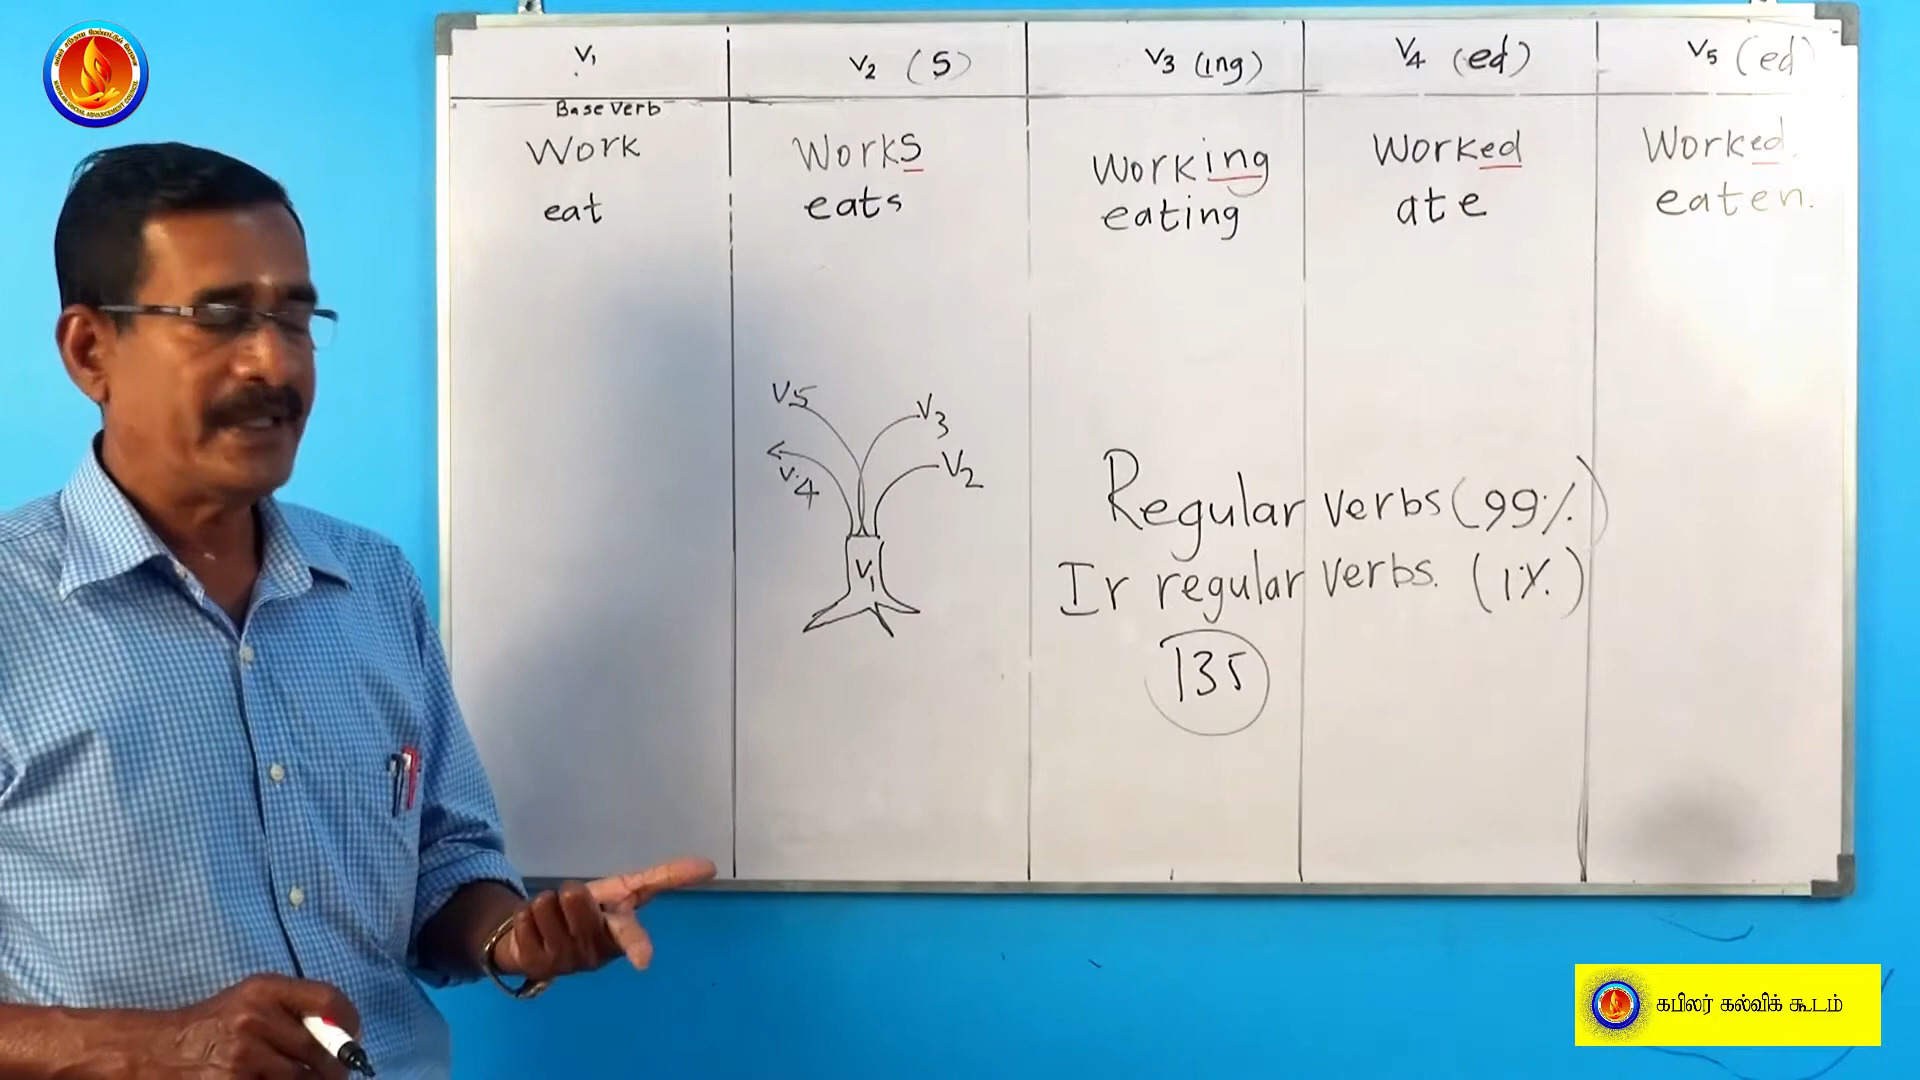 V1 V2 (S) V3 (ing) V4 (ed) V5 (ed)
Base verb
Work Works Working Worked Worked.
eat eats eating ate eaten.
V5 V3
V4 V2
V1
Regular verbs (99%)
Ir regular verbs. (1%)
135
கபிலர் கல்விக் கூடம்